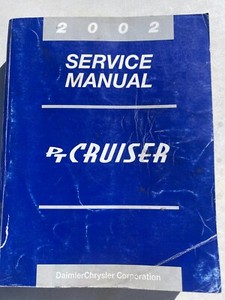 2002
SERVICE
MANUAL
PT CRUISER
DaimlerChrysler Corporation